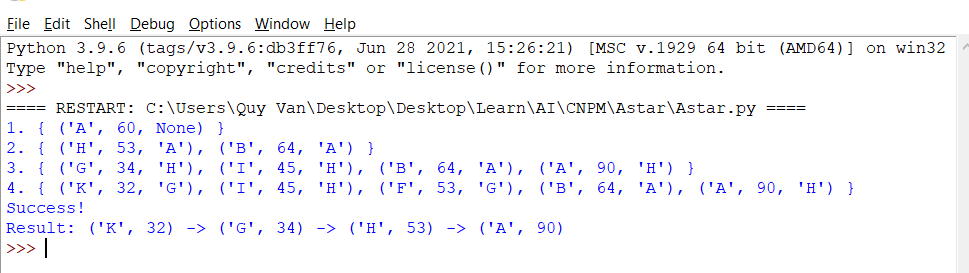 File Edit Shell Debug Options Window Help
Python 3.9.6 (tags/v3.9.6:db3ff76, Jun 28 2021, 15:26:21) [MSC v.1929 64 bit (AMD64)] on win32
Type "help", "copyright", "credits" or "license()" for more information.
>>>
==== RESTART: C:\Users\Quy Van\Desktop\Desktop\Learn\AI\CNPM\Astar\Astar.py ====
1. { ('A', 60, None) }
2. { ('H', 53, 'A'), ('B', 64, 'A') }
3. { ('G', 34, 'H'), ('I', 45, 'H'), ('B', 64, 'A'), ('A', 90, 'H') }
4. { ('K', 32, 'G'), ('I', 45, 'H'), ('F', 53, 'G'), ('B', 64, 'A'), ('A', 90, 'H') }
Success!
Result: ('K', 32) -> ('G', 34) -> ('H', 53) -> ('A', 90)
>>>